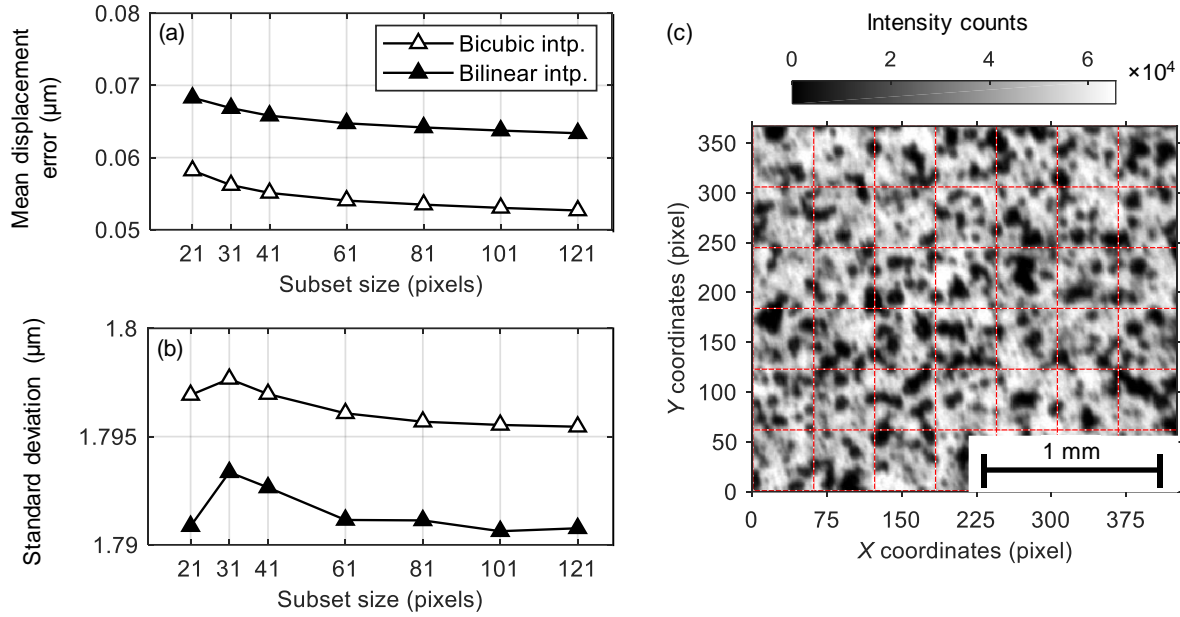 (a)
Bicubic intp.
Bilinear intp.
0.08
0.07
0.06
0.05
Mean displacement
error (μm)
21 31 41 61 81 101 121
Subset size (pixels)
(b)
1.8
1.795
1.79
Standard deviation (μm)
21 31 41 61 81 101 121
Subset size (pixels)
(c)
Intensity counts
0 2 4 6 ×10⁴
350
300
250
200
150
100
50
0
Y coordinates (pixel)
1 mm
0 75 150 225 300 375
X coordinates (pixel)